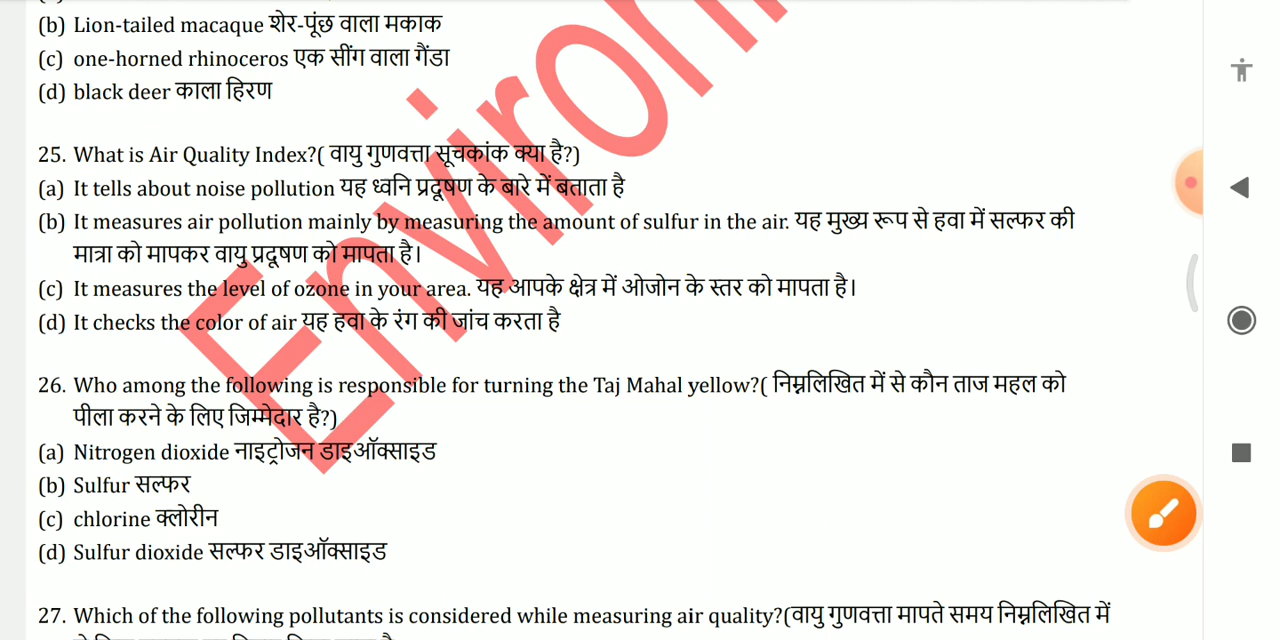 (b) Lion-tailed macaque शेर-पूंछ वाला मकाक
(c) one-horned rhinoceros एक सींग वाला गैंडा
(d) black deer काला हिरण
25. What is Air Quality Index?( वायु गुणवत्ता सूचकांक क्या है?)
(a) It tells about noise pollution यह ध्वनि प्रदूषण के बारे में बताता है
(b) It measures air pollution mainly by measuring the amount of sulfur in the air. यह मुख्य रूप से हवा में सल्फर की
मात्रा को मापकर वायु प्रदूषण को मापता है।
(c) It measures the level of ozone in your area. यह आपके क्षेत्र में ओजोन के स्तर को मापता है।
(d) It checks the color of air यह हवा के रंग की जांच करता है
26. Who among the following is responsible for turning the Taj Mahal yellow?( निम्नलिखित में से कौन ताज महल को
पीला करने के लिए जिम्मेदार है?)
(a) Nitrogen dioxide नाइट्रोजन डाइऑक्साइड
(b) Sulfur सल्फर
(c) chlorine क्लोरीन
(d) Sulfur dioxide सल्फर डाइऑक्साइड
27. Which of the following pollutants is considered while measuring air quality?(वायु गुणवत्ता मापते समय निम्नलिखित में
Environ